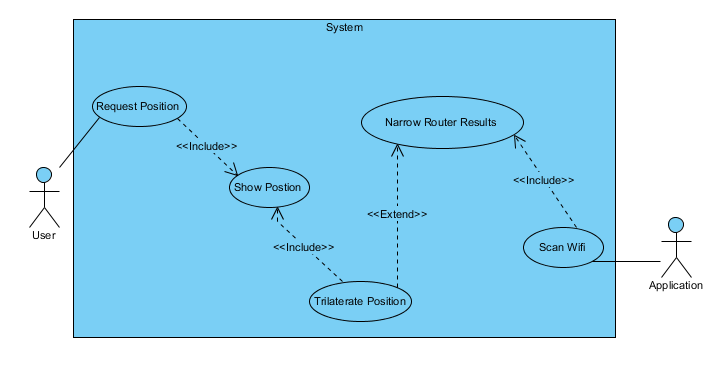 System
Request Position
Narrow Router Results
<<Include>>
<<Include>>
Show Postion
<<Extend>>
User
Scan Wifi
<<Include>>
Application
Trilaterate Position